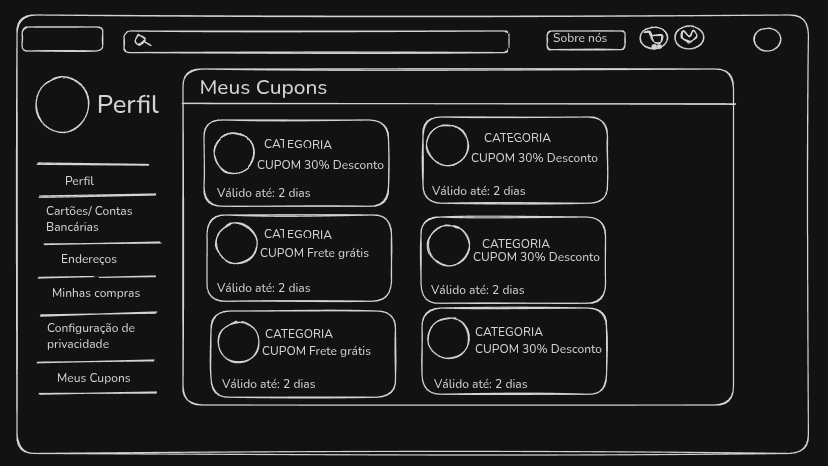 Sobre nós
Perfil
Perfil
Cartões/ Contas
Bancárias
Endereços
Minhas compras
Configuração de
privacidade
Meus Cupons
Meus Cupons
CATEGORIA
CUPOM 30% Desconto
Válido até: 2 dias
CATEGORIA
CUPOM 30% Desconto
Válido até: 2 dias
CATEGORIA
CUPOM Frete grátis
Válido até: 2 dias
CATEGORIA
CUPOM 30% Desconto
Válido até: 2 dias
CATEGORIA
CUPOM Frete grátis
Válido até: 2 dias
CATEGORIA
CUPOM 30% Desconto
Válido até: 2 dias